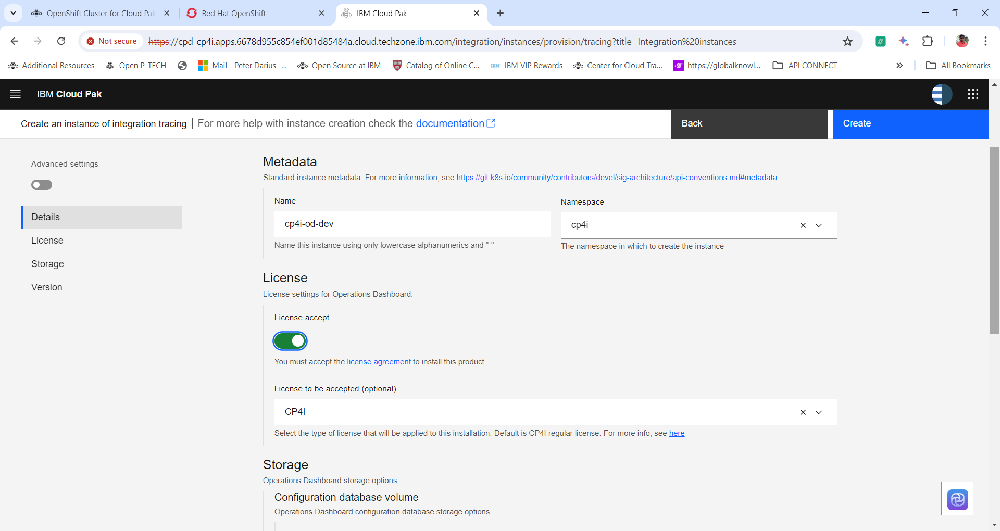 OpenShift Cluster for Cloud Pak
Red Hat OpenShift
IBM Cloud Pak
Not secure
https://cpd-cp4i.apps.6678d955c854ef001d85484a.cloud.techzone.ibm.com/integration/instances/provision/tracing?title=Integration%20instances
Additional Resources
Open P-TECH
Mail - Peter Darius -...
Open Source at IBM
Catalog of Online C...
IBM VIP Rewards
Center for Cloud Tra...
https://globalknowl...
API CONNECT
All Bookmarks
IBM Cloud Pak
Create an instance of integration tracing
For more help with instance creation check the documentation
Back
Create
Advanced settings
Details
License
Storage
Version
Metadata
Standard instance metadata. For more information, see https://git.k8s.io/community/contributors/devel/sig-architecture/api-conventions.md#metadata
Name
Namespace
cp4i-od-dev
cp4i
Name this instance using only lowercase alphanumerics and "-"
The namespace in which to create the instance
License
License settings for Operations Dashboard.
License accept
You must accept the license agreement to install this product.
License to be accepted (optional)
CP4I
Select the type of license that will be applied to this installation. Default is CP4I regular license. For more info, see here
Storage
Operations Dashboard storage options.
Configuration database volume
Operations Dashboard configuration database storage options.